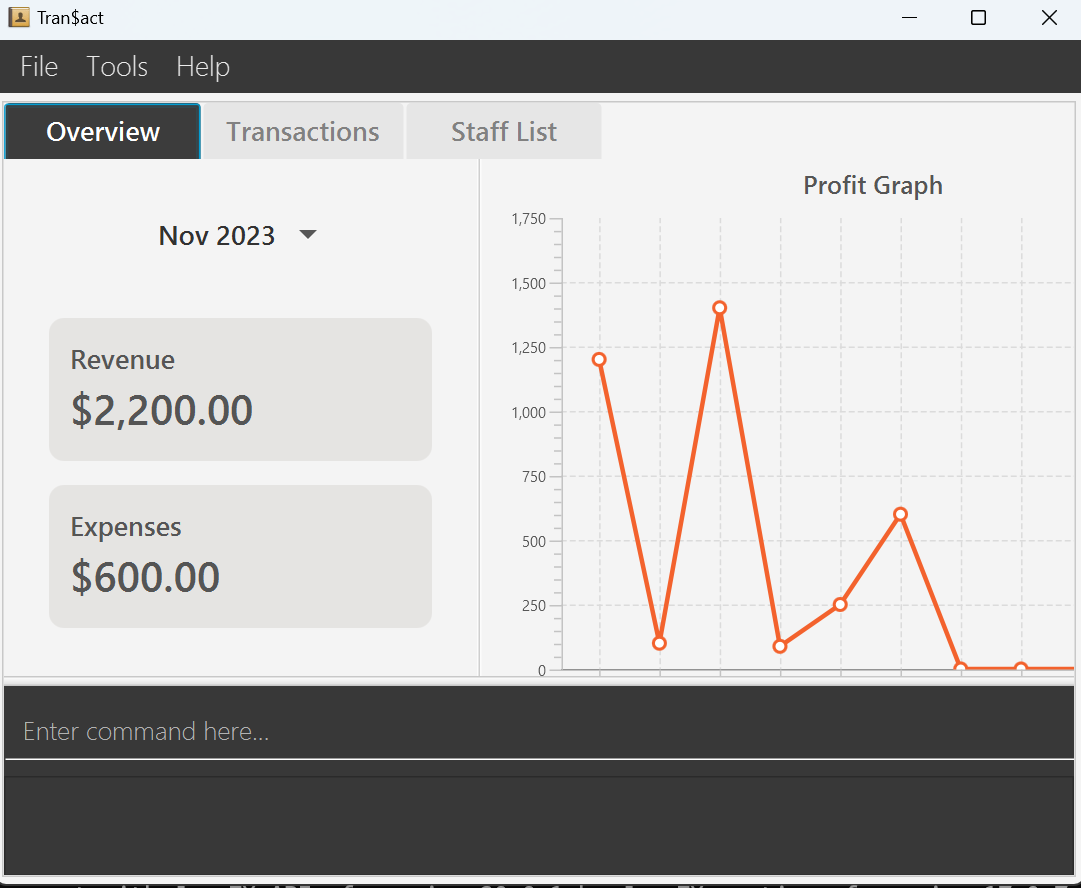 Tran$act
File Tools Help
Overview Transactions Staff List
Nov 2023
Revenue
$2,200.00
Expenses
$600.00
Profit Graph
1,750
1,500
1,250
1,000
750
500
250
0
Enter command here...